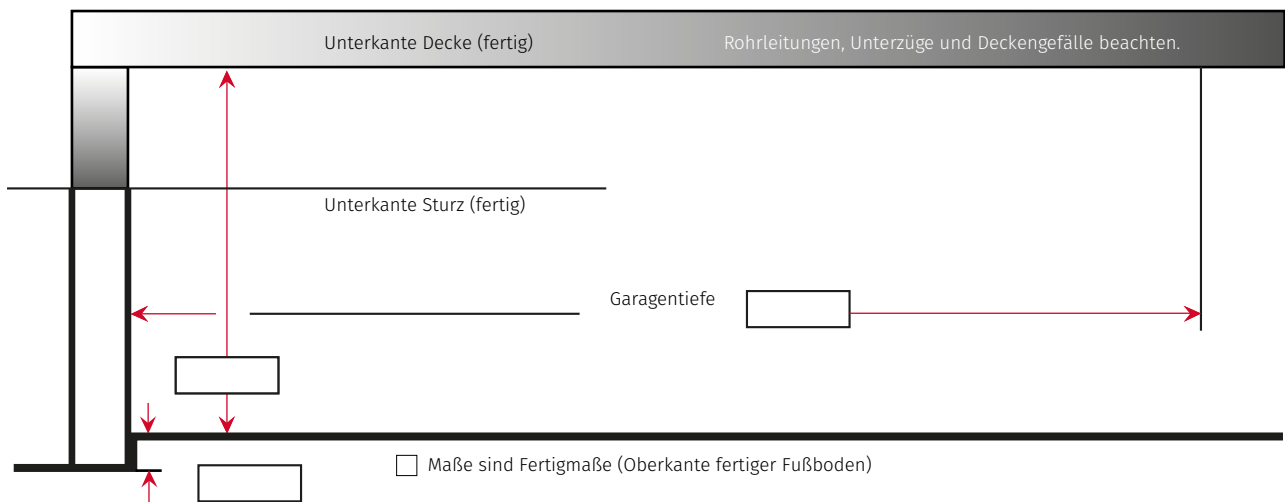 Unterkante Decke (fertig)
Rohrleitungen, Unterzüge und Deckengefälle beachten.
Unterkante Sturz (fertig)
Garagentiefe
Maße sind Fertigmaße (Oberkante fertiger Fußboden)